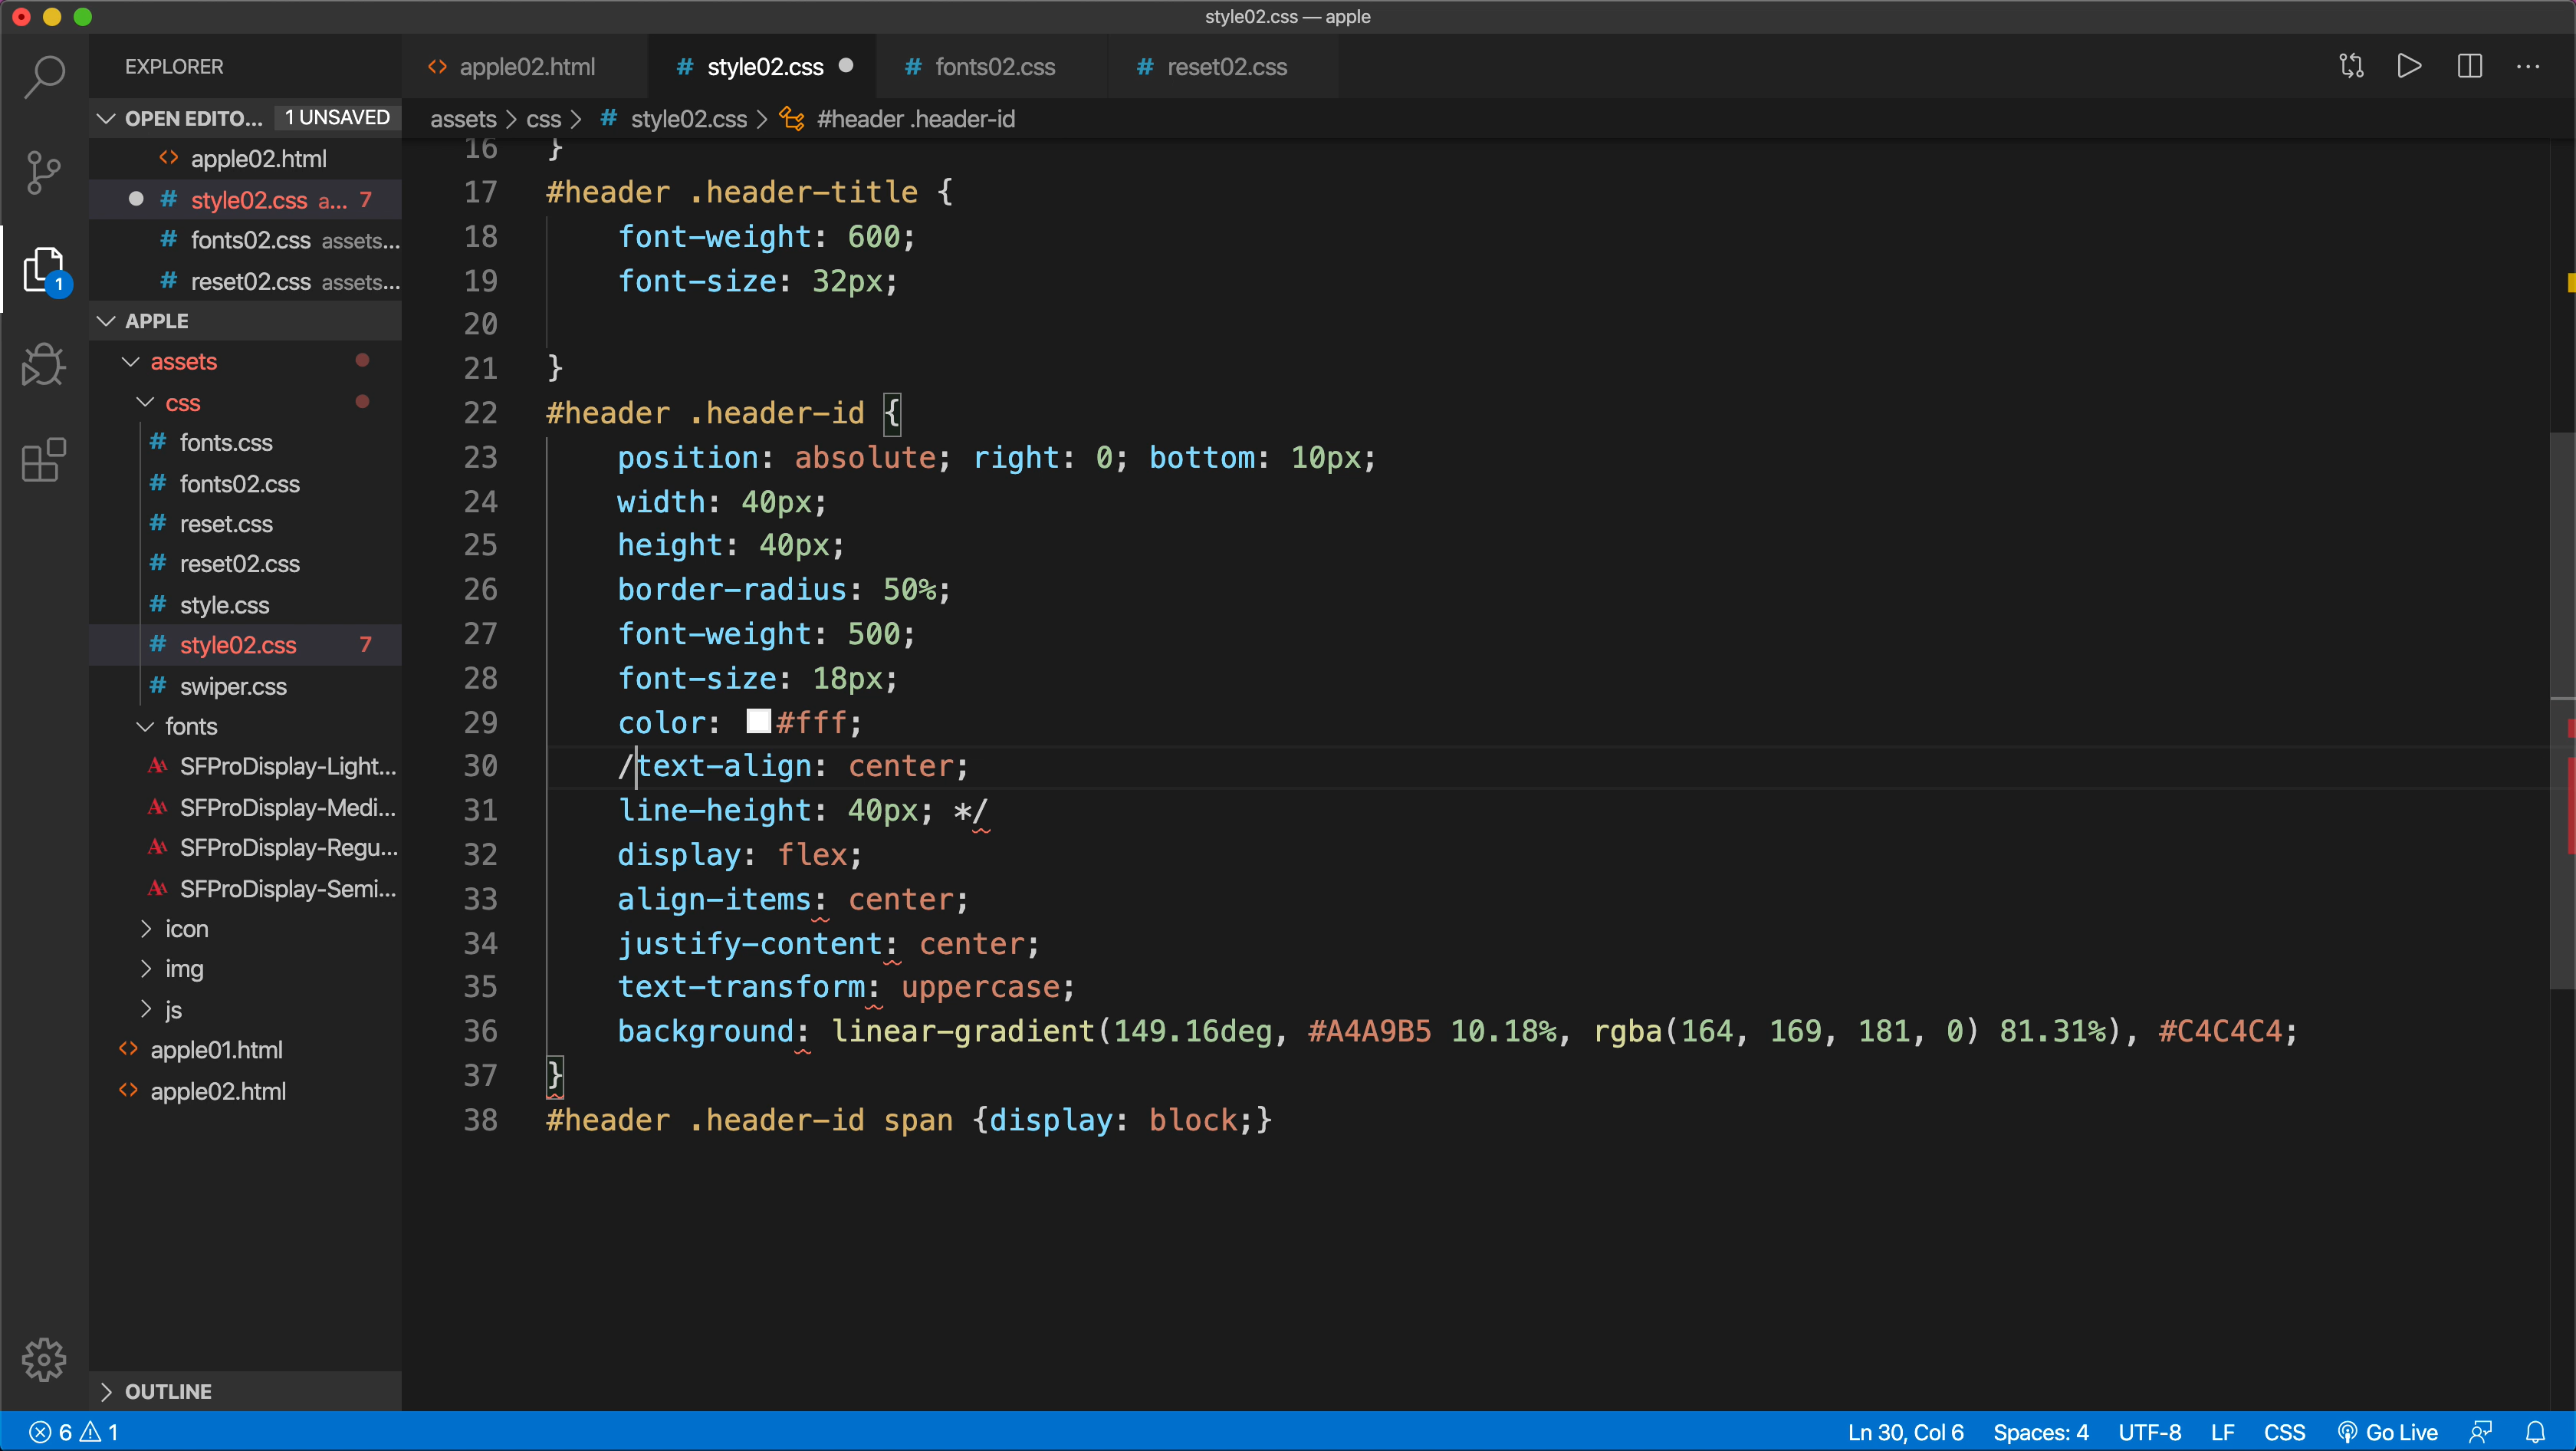 style02.css — apple
EXPLORER
apple02.html
# style02.css
# fonts02.css
# reset02.css
OPEN EDITO... 1 UNSAVED
assets > css > # style02.css > #header .header-id
apple02.html
# style02.css a... 7
# fonts02.css assets...
# reset02.css assets...
1
APPLE
assets
css
# fonts.css
# fonts02.css
# reset.css
# reset02.css
# style.css
# style02.css 7
# swiper.css
fonts
SFProDisplay-Light...
SFProDisplay-Medi...
SFProDisplay-Regu...
SFProDisplay-Semi...
icon
img
js
apple01.html
apple02.html
OUTLINE
16 }
17 #header .header-title {
18 font-weight: 600;
19 font-size: 32px;
20
21 }
22 #header .header-id {
23 position: absolute; right: 0; bottom: 10px;
24 width: 40px;
25 height: 40px;
26 border-radius: 50%;
27 font-weight: 500;
28 font-size: 18px;
29 color: #fff;
30 /text-align: center;
31 line-height: 40px; */
32 display: flex;
33 align-items: center;
34 justify-content: center;
35 text-transform: uppercase;
36 background: linear-gradient(149.16deg, #A4A9B5 10.18%, rgba(164, 169, 181, 0) 81.31%), #C4C4C4;
37 }
38 #header .header-id span {display: block;}
6 1 Ln 30, Col 6 Spaces: 4 UTF-8 LF CSS Go Live